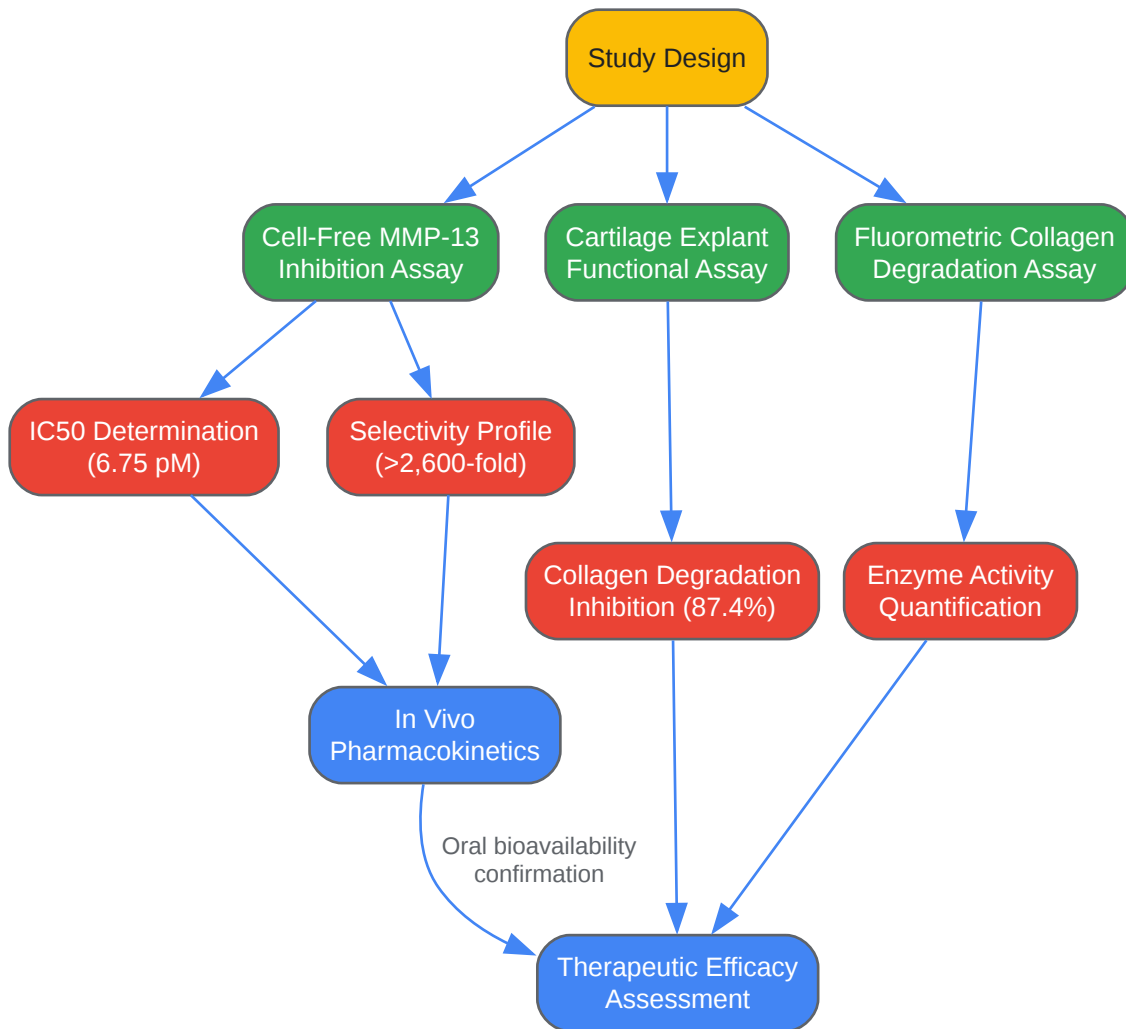 Study Design
Cell-Free MMP-13
Inhibition Assay
Cartilage Explant
Functional Assay
Fluorometric Collagen
Degradation Assay
IC50 Determination
(6.75 pM)
Selectivity Profile
(>2,600-fold)
Collagen Degradation
Inhibition (87.4%)
Enzyme Activity
Quantification
In Vivo
Pharmacokinetics
Oral bioavailability
confirmation
Therapeutic Efficacy
Assessment